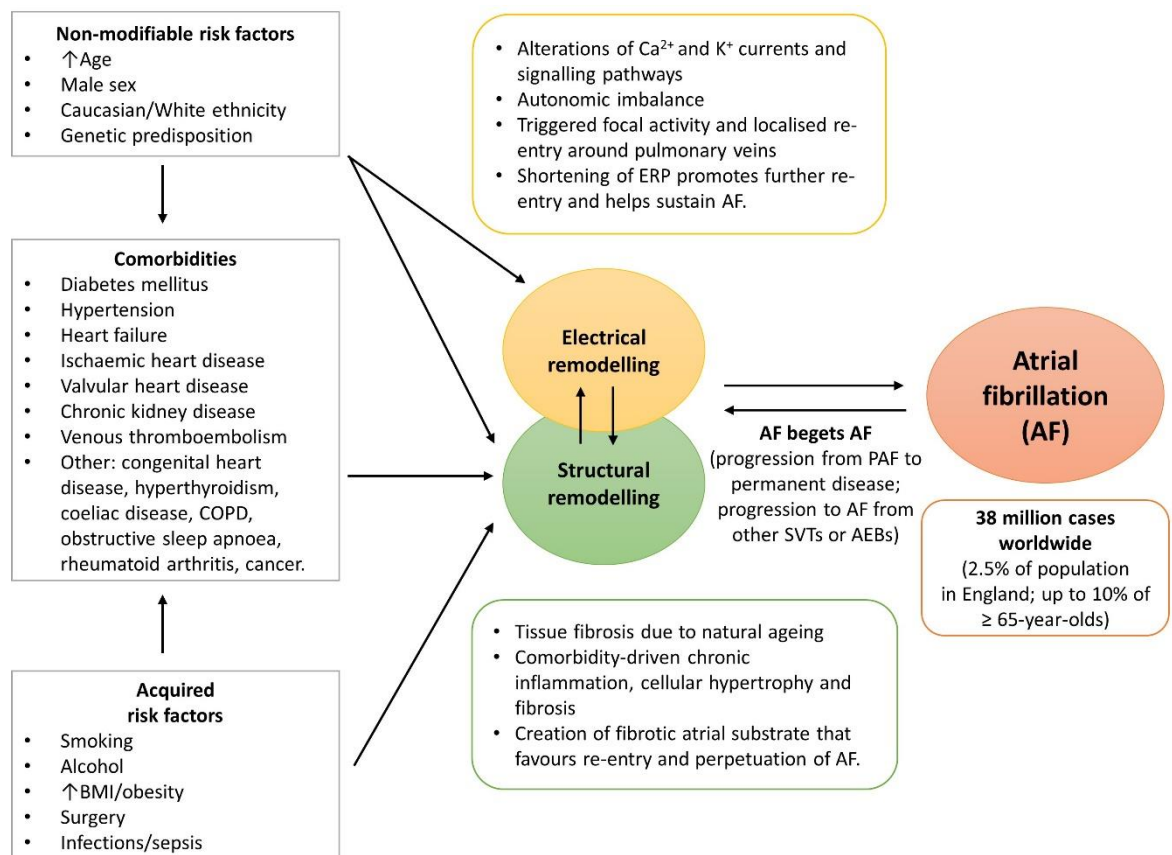 Non-modifiable risk factors
• ↑Age
• Male sex
• Caucasian/White ethnicity
• Genetic predisposition
Comorbidities
• Diabetes mellitus
• Hypertension
• Heart failure
• Ischaemic heart disease
• Valvular heart disease
• Chronic kidney disease
• Venous thromboembolism
• Other: congenital heart
disease, hyperthyroidism,
coeliac disease, COPD,
obstructive sleep apnoea,
rheumatoid arthritis, cancer.
Acquired
risk factors
• Smoking
• Alcohol
• ↑BMI/obesity
• Surgery
• Infections/sepsis
• Alterations of Ca²⁺ and K⁺ currents and
signalling pathways
• Autonomic imbalance
• Triggered focal activity and localised re-
entry around pulmonary veins
• Shortening of ERP promotes further re-
entry and helps sustain AF.
Electrical
remodelling
Structural
remodelling
• Tissue fibrosis due to natural ageing
• Comorbidity-driven chronic
inflammation, cellular hypertrophy and
fibrosis
• Creation of fibrotic atrial substrate that
favours re-entry and perpetuation of AF.
AF begets AF
(progression from PAF to
permanent disease;
progression to AF from
other SVTs or AEBs)
Atrial
fibrillation
(AF)
38 million cases
worldwide
(2.5% of population
in England; up to 10% of
≥ 65-year-olds)